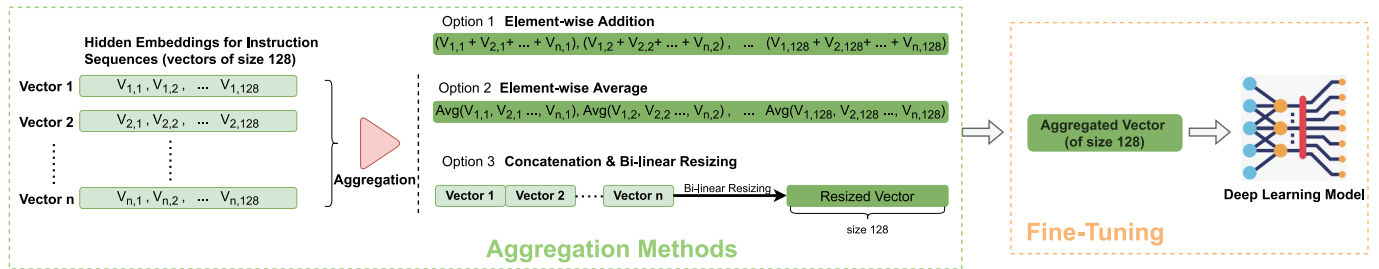 Hidden Embeddings for Instruction
Sequences (vectors of size 128)
Vector 1 V1,1 , V1,2 , ... V1,128
Vector 2 V2,1 , V2,2 , ... V2,128
Vector n Vn,1 , Vn,2 , ... Vn,128
Aggregation
Option 1 Element-wise Addition
(V1,1 + V2,1+ ... + Vn,1), (V1,2 + V2,2+ ... + Vn,2), ... (V1,128 + V2,128+ ... + Vn,128)
Option 2 Element-wise Average
Avg(V1,1, V2,1 ..., Vn,1), Avg(V1,2, V2,2 ..., Vn,2), ... Avg(V1,128, V2,128 ..., Vn,128)
Option 3 Concatenation & Bi-linear Resizing
Vector 1 Vector 2 Vector n Bi-linear Resizing Resized Vector
size 128
Aggregation Methods
Aggregated Vector
(of size 128)
Deep Learning Model
Fine-Tuning